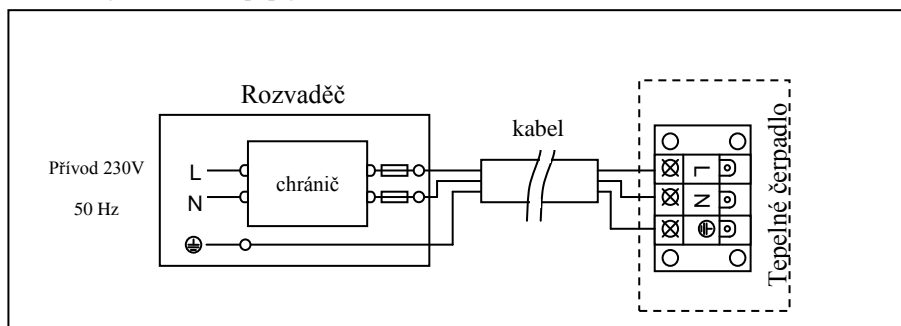 Rozvaděč
kabel
Přívod 230V
50 Hz
L
N
chránič
L
N
Tepelné čerpadlo